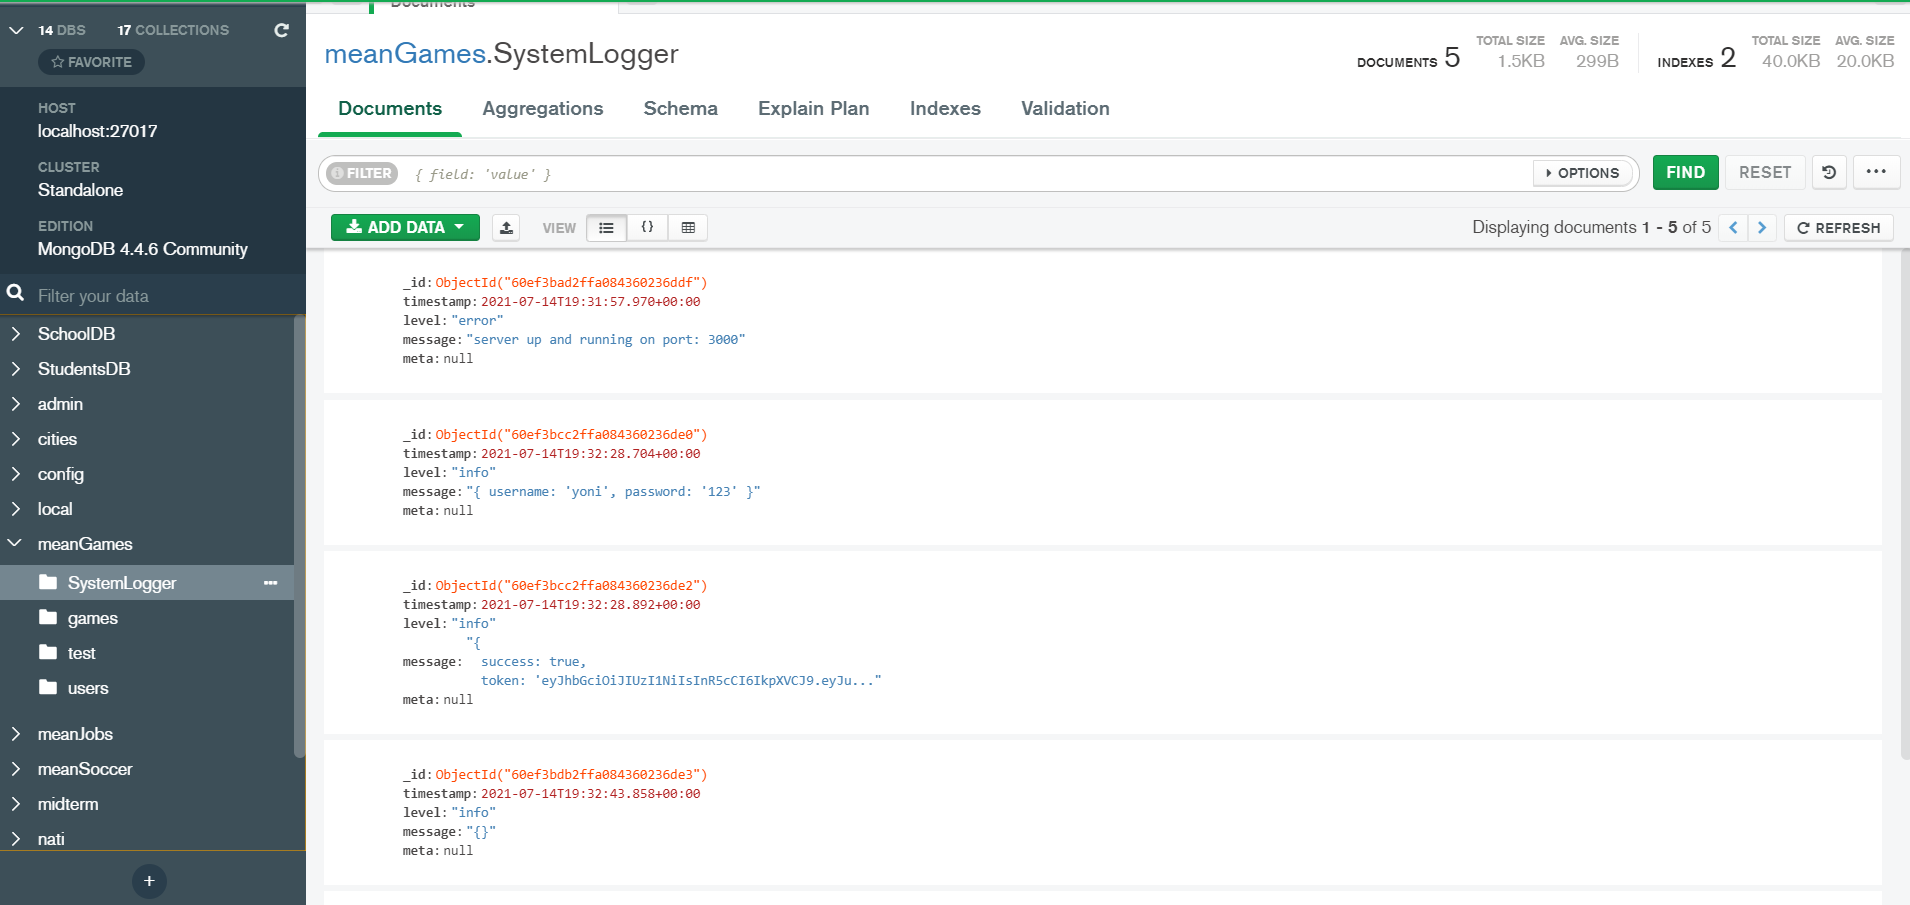 14 DBS 17 COLLECTIONS
FAVORITE
HOST
localhost:27017
CLUSTER
Standalone
EDITION
MongoDB 4.4.6 Community
Filter your data
SchoolDB
StudentsDB
admin
cities
config
local
meanGames
SystemLogger
games
test
users
meanJobs
meanSoccer
midterm
nati
+
Documents
meanGames.SystemLogger
DOCUMENTS 5 TOTAL SIZE 1.5KB AVG. SIZE 299B
INDEXES 2 TOTAL SIZE 40.0KB AVG. SIZE 20.0KB
Documents Aggregations Schema Explain Plan Indexes Validation
FILTER { field: 'value' } OPTIONS FIND RESET
ADD DATA VIEW {} Displaying documents 1 - 5 of 5 REFRESH
_id: ObjectId("60ef3bad2ffa084360236ddf")
timestamp: 2021-07-14T19:31:57.970+00:00
level: "error"
message: "server up and running on port: 3000"
meta: null
_id: ObjectId("60ef3bcc2ffa084360236de0")
timestamp: 2021-07-14T19:32:28.704+00:00
level: "info"
message: "{ username: 'yoni', password: '123' }"
meta: null
_id: ObjectId("60ef3bcc2ffa084360236de2")
timestamp: 2021-07-14T19:32:28.892+00:00
level: "info"
"{
message: success: true,
token: 'eyJhbGciOiJIUzI1NiIsInR5cCI6IkpXVCJ9.eyJu..."
meta: null
_id: ObjectId("60ef3bdb2ffa084360236de3")
timestamp: 2021-07-14T19:32:43.858+00:00
level: "info"
message: "{}"
meta: null